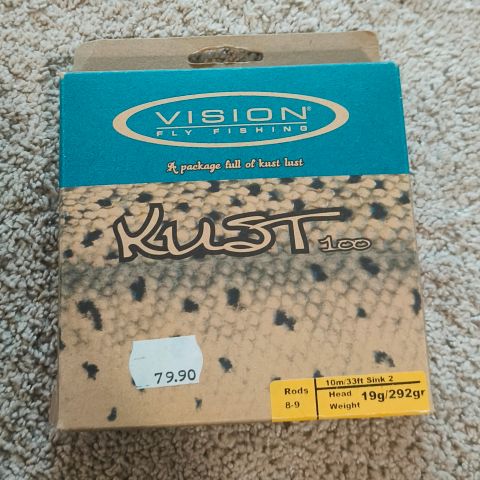 VISION®
FLY FISHING
A package full of kust lust
KUST 100
79.90
Rods
8-9
10m/33ft Sink 2
Head
Weight
19g/292gr